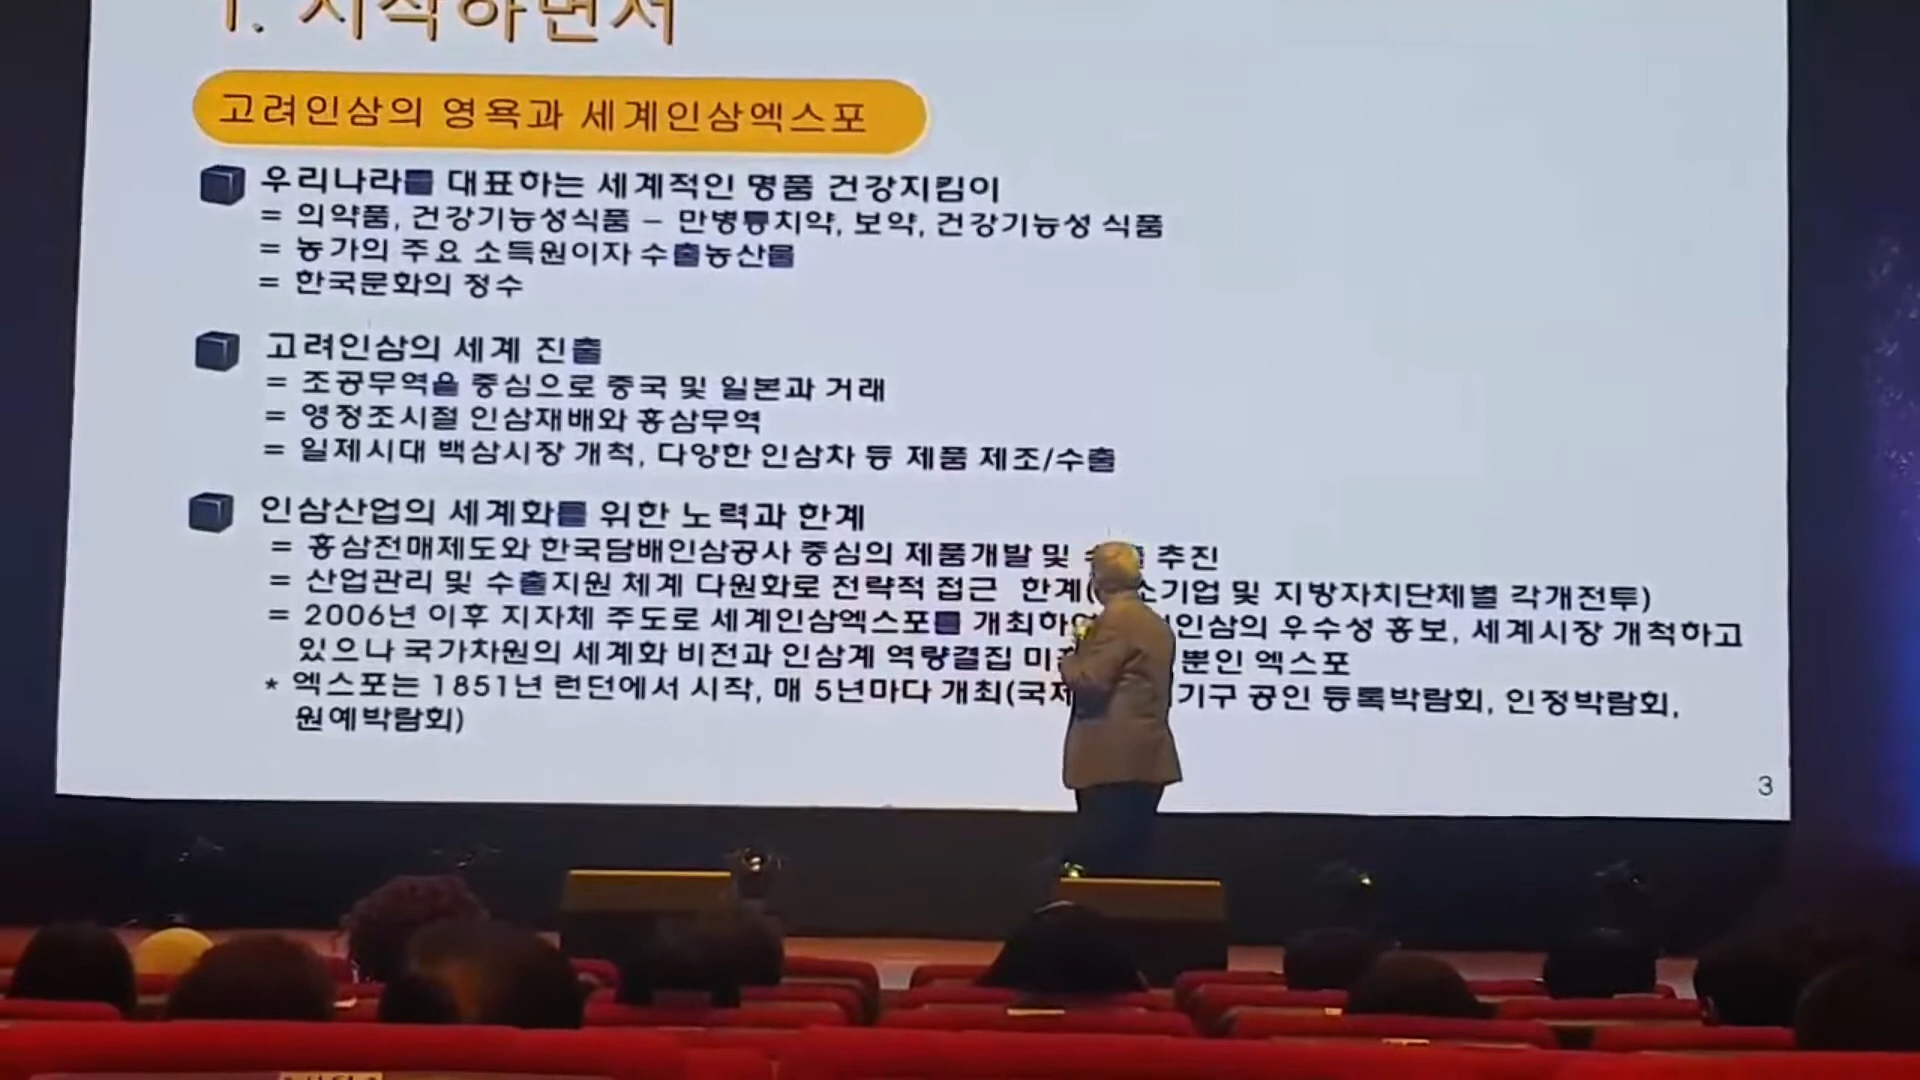 1. 시작하면서
고려인삼의 영욕과 세계인삼엑스포
우리나라를 대표하는 세계적인 명품 건강지킴이
= 의약품, 건강기능성식품 – 만병통치약, 보약, 건강기능성 식품
= 농가의 주요 소득원이자 수출농산물
= 한국문화의 정수
고려인삼의 세계 진출
= 조공무역을 중심으로 중국 및 일본과 거래
= 영정조시절 인삼재배와 홍삼무역
= 일제시대 백삼시장 개척, 다양한 인삼차 등 제품 제조/수출
인삼산업의 세계화를 위한 노력과 한계
= 홍삼전매제도와 한국담배인삼공사 중심의 제품개발 및 추진
= 산업관리 및 수출지원 체계 다원화로 전략적 접근 한계( 소기업 및 지방자치단체별 각개전투)
= 2006년 이후 지자체 주도로 세계인삼엑스포를 개최하 인삼의 우수성 홍보, 세계시장 개척하고
있으나 국가차원의 세계화 비전과 인삼계 역량결집 미 뿐인 엑스포
* 엑스포는 1851년 런던에서 시작, 매 5년마다 개최(국제 기구 공인 등록박람회, 인정박람회,
원예박람회)
3